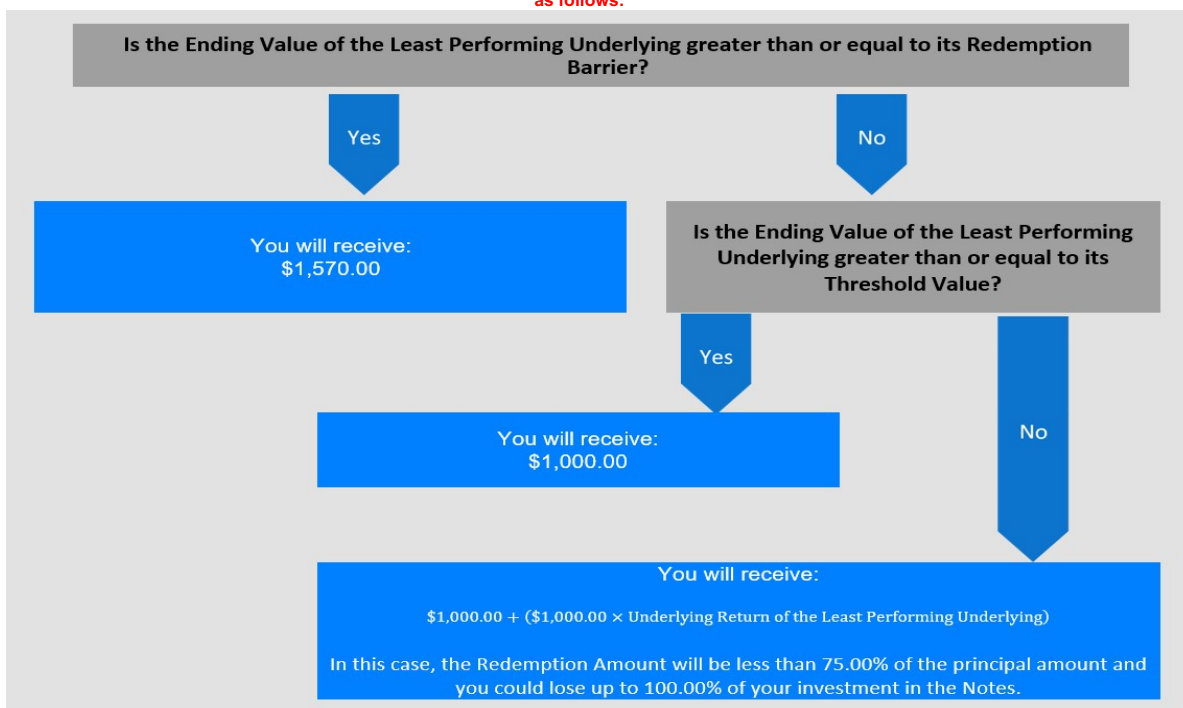 as follows:
Is the Ending Value of the Least Performing Underlying greater than or equal to its Redemption
Barrier?
Yes
No
You will receive:
$1,570.00
Is the Ending Value of the Least Performing
Underlying greater than or equal to its
Threshold Value?
Yes
No
You will receive:
$1,000.00
You will receive:
$1,000.00 + ($1,000.00 × Underlying Return of the Least Performing Underlying)
In this case, the Redemption Amount will be less than 75.00% of the principal amount and
you could lose up to 100.00% of your investment in the Notes.